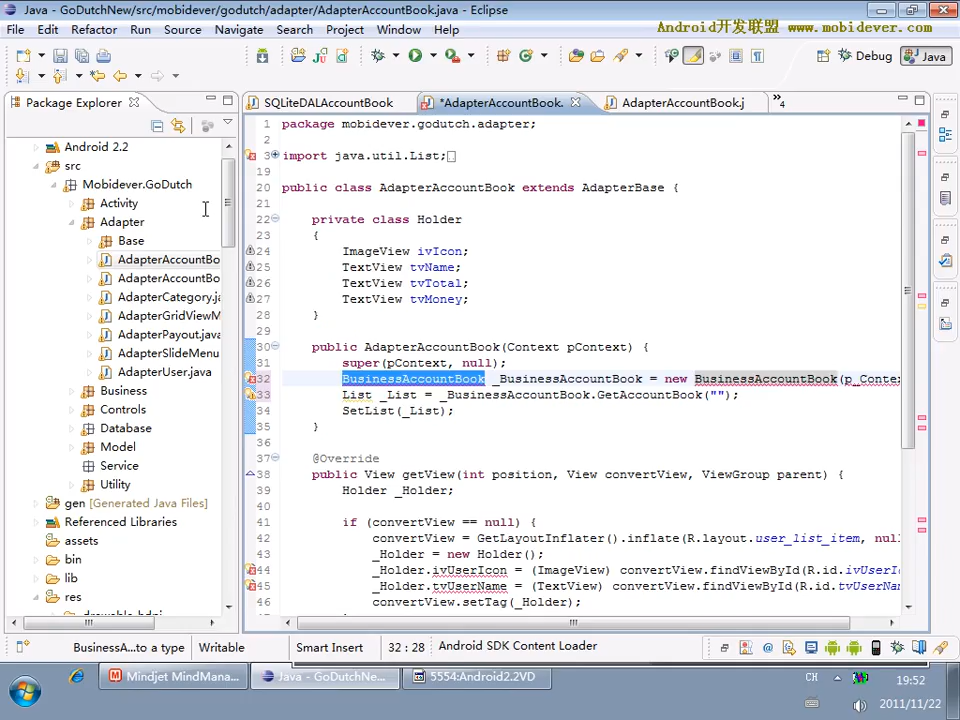 Java - GoDutchNew/src/mobidever/godutch/adapter/AdapterAccountBook.java - Eclipse
File Edit Refactor Run Source Navigate Search Project Window Help
Android开发联盟 www.mobidever.com
Debug Java
Package Explorer
SQLiteDALAccountBook *AdapterAccountBook. AdapterAccountBook.j »4
Android 2.2
src
Mobidever.GoDutch
Activity
Adapter
Base
AdapterAccountBo
AdapterAccountBo
AdapterCategory.ja
AdapterGridViewM
AdapterPayout.java
AdapterSlideMenu
AdapterUser.java
Business
Controls
Database
Model
Service
Utility
gen [Generated Java Files]
Referenced Libraries
assets
bin
lib
res
1 package mobidever.godutch.adapter;
2
3 import java.util.List;
19
20 public class AdapterAccountBook extends AdapterBase {
21
22 private class Holder
23 {
24 ImageView ivIcon;
25 TextView tvName;
26 TextView tvTotal;
27 TextView tvMoney;
28 }
29
30 public AdapterAccountBook(Context pContext) {
31 super(pContext, null);
32 BusinessAccountBook _BusinessAccountBook = new BusinessAccountBook(p_Contex
33 List _List = _BusinessAccountBook.GetAccountBook("");
34 SetList(_List);
35 }
36
37 @Override
38 public View getView(int position, View convertView, ViewGroup parent) {
39 Holder _Holder;
40
41 if (convertView == null) {
42 convertView = GetLayoutInflater().inflate(R.layout.user_list_item, null
43 _Holder = new Holder();
44 _Holder.ivUserIcon = (ImageView) convertView.findViewById(R.id.ivUserIc
45 _Holder.tvUserName = (TextView) convertView.findViewById(R.id.tvUserNam
46 convertView.setTag(_Holder);
BusinessA...to a type Writable Smart Insert 32 : 28 Android SDK Content Loader
Mindjet MindMana... Java - GoDutchNe... 5554:Android2.2VD CH 19:52
2011/11/22